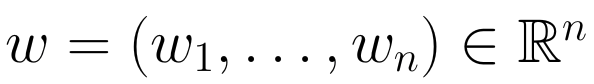 w = (w₁, . . . , wₙ) ∈ ℝⁿ